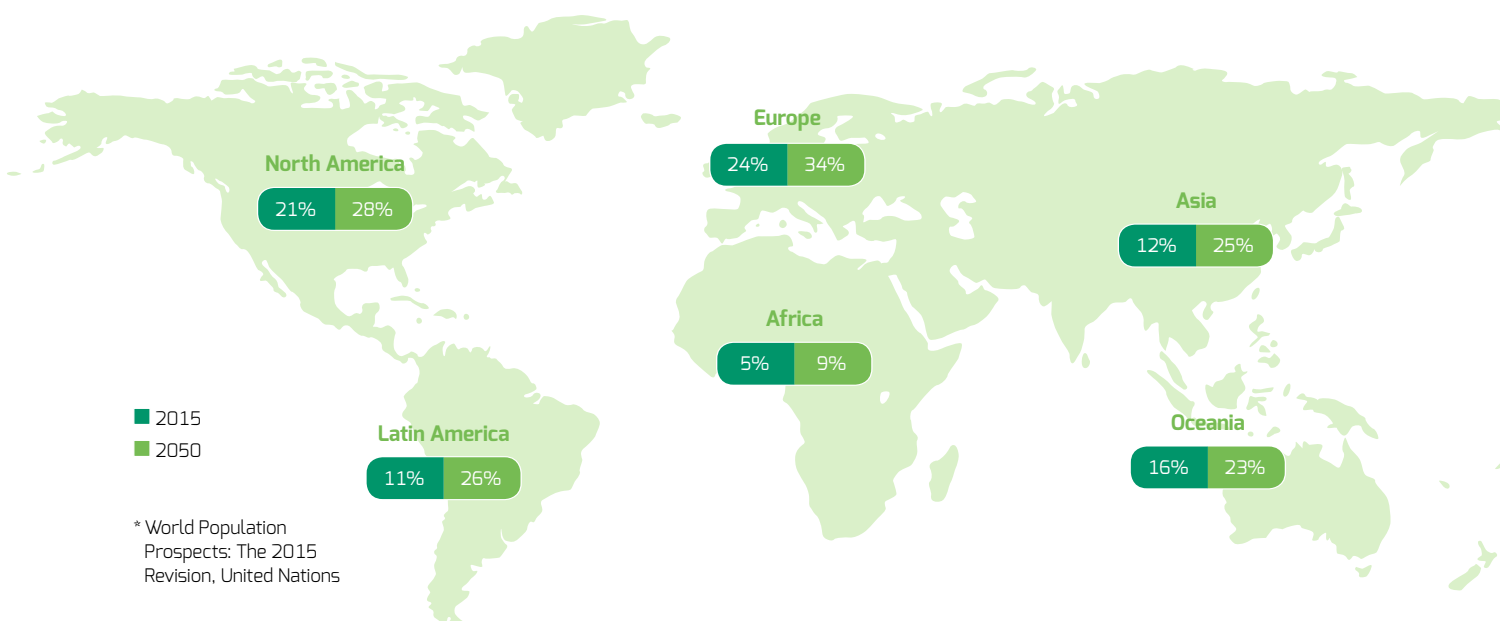 Europe
24% 34%
North America
21% 28%
Asia
12% 25%
Africa
5% 9%
Oceania
16% 23%
Latin America
11% 26%
2015
2050
* World Population
Prospects: The 2015
Revision, United Nations